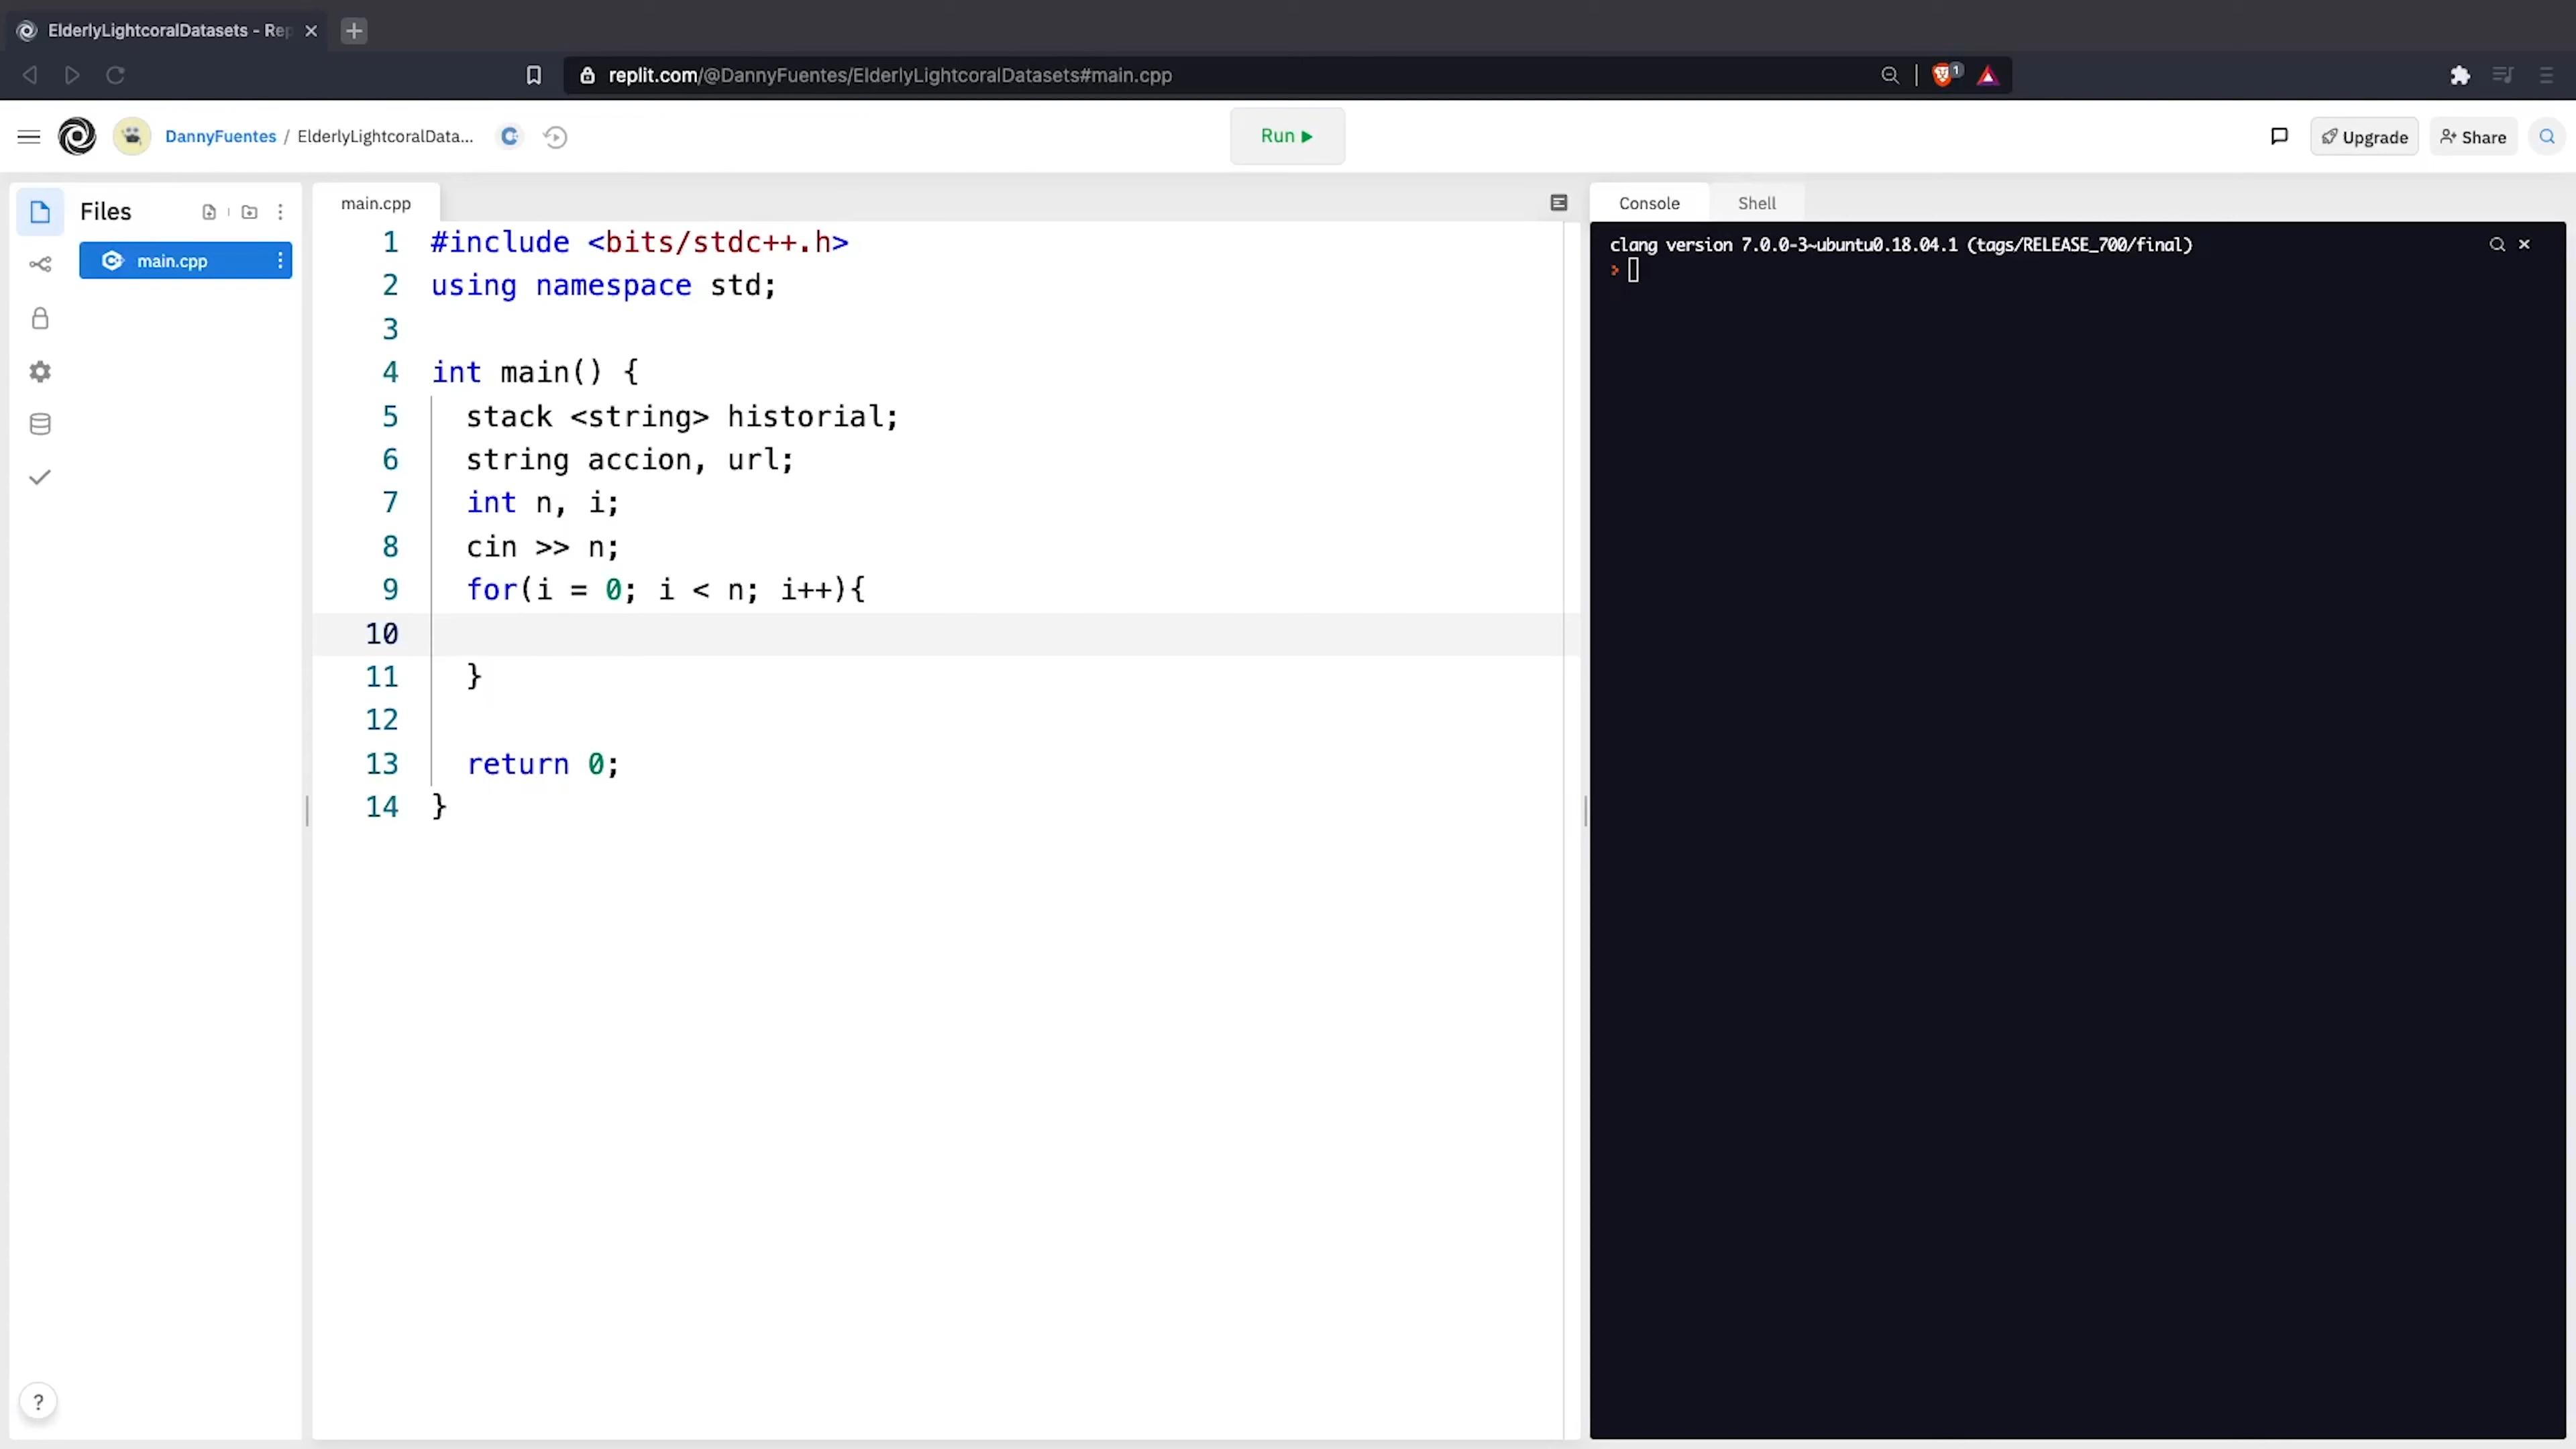 ElderlyLightcoralDatasets - Rep
replit.com/@DannyFuentes/ElderlyLightcoralDatasets#main.cpp
1
DannyFuentes / ElderlyLightcoralData...
Run
Upgrade
Share
Files
main.cpp
main.cpp
Console
Shell
1 #include <bits/stdc++.h>
2 using namespace std;
3
4 int main() {
5 stack <string> historial;
6 string accion, url;
7 int n, i;
8 cin >> n;
9 for(i = 0; i < n; i++){
10
11 }
12
13 return 0;
14 }
clang version 7.0.0-3~ubuntu0.18.04.1 (tags/RELEASE_700/final)
?